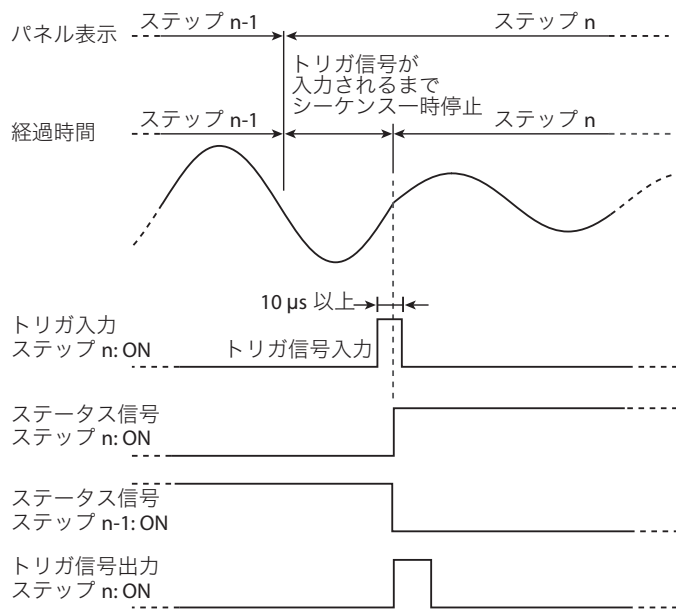 パネル表示
ステップ n-1
ステップ n
トリガ信号が
入力されるまで
シーケンス一時停止
経過時間
ステップ n-1
ステップ n
10 µs 以上
トリガ入力
ステップ n: ON
トリガ信号入力
ステータス信号
ステップ n: ON
ステータス信号
ステップ n-1: ON
トリガ信号出力
ステップ n: ON